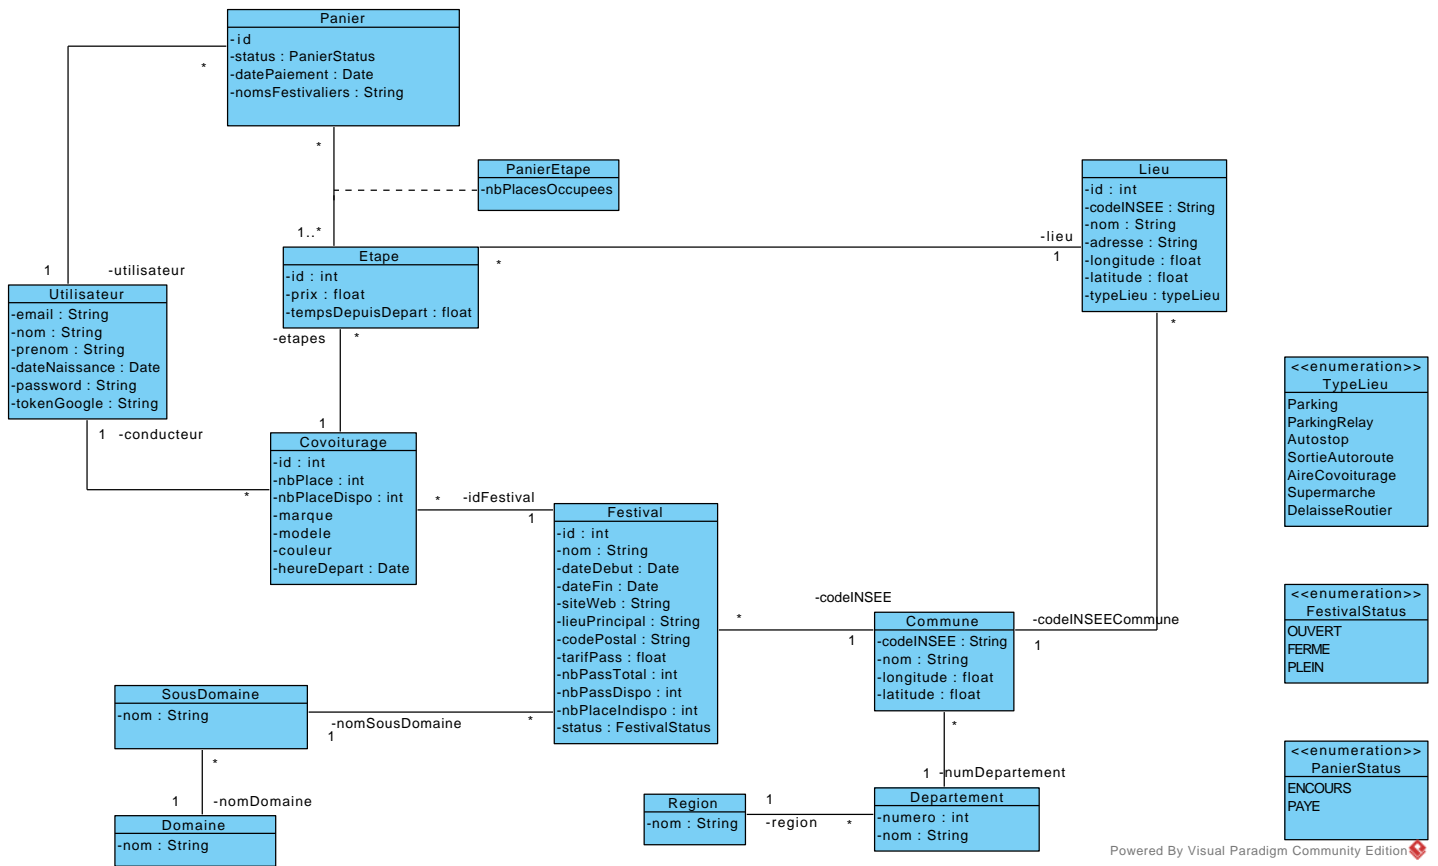 Panier
-id
-status : PanierStatus
-datePaiement : Date
-nomsFestivaliers : String
*
*
1..*
PanierEtape
-nbPlacesOccupees
Lieu
-id : int
-codeINSEE : String
-nom : String
-adresse : String
-longitude : float
-latitude : float
-typeLieu : typeLieu
-lieu
1
*
*
Etape
-id : int
-prix : float
-tempsDepuisDepart : float
-etapes
*
1
1
-utilisateur
Utilisateur
-email : String
-nom : String
-prenom : String
-dateNaissance : Date
-password : String
-tokenGoogle : String
1 -conducteur
*
Covoiturage
-id : int
-nbPlace : int
-nbPlaceDispo : int
-marque
-modele
-couleur
-heureDepart : Date
*
-idFestival
1
Festival
-id : int
-nom : String
-dateDebut : Date
-dateFin : Date
-siteWeb : String
-lieuPrincipal : String
-codePostal : String
-tarifPass : float
-nbPassTotal : int
-nbPassDispo : int
-nbPlaceIndispo : int
-status : FestivalStatus
*
-codeINSEE
1
Commune
-codeINSEE : String
-nom : String
-longitude : float
-latitude : float
-codeINSEECommune
1
*
1 -numDepartement
Departement
-numero : int
-nom : String
Region
-nom : String
1
-region
*
SousDomaine
-nom : String
-nomSousDomaine
1
*
*
1
-nomDomaine
Domaine
-nom : String
<<enumeration>>
TypeLieu
Parking
ParkingRelay
Autostop
SortieAutoroute
AireCovoiturage
Supermarche
DelaisseRoutier
<<enumeration>>
FestivalStatus
OUVERT
FERME
PLEIN
<<enumeration>>
PanierStatus
ENCOURS
PAYE
Powered By Visual Paradigm Community Edition